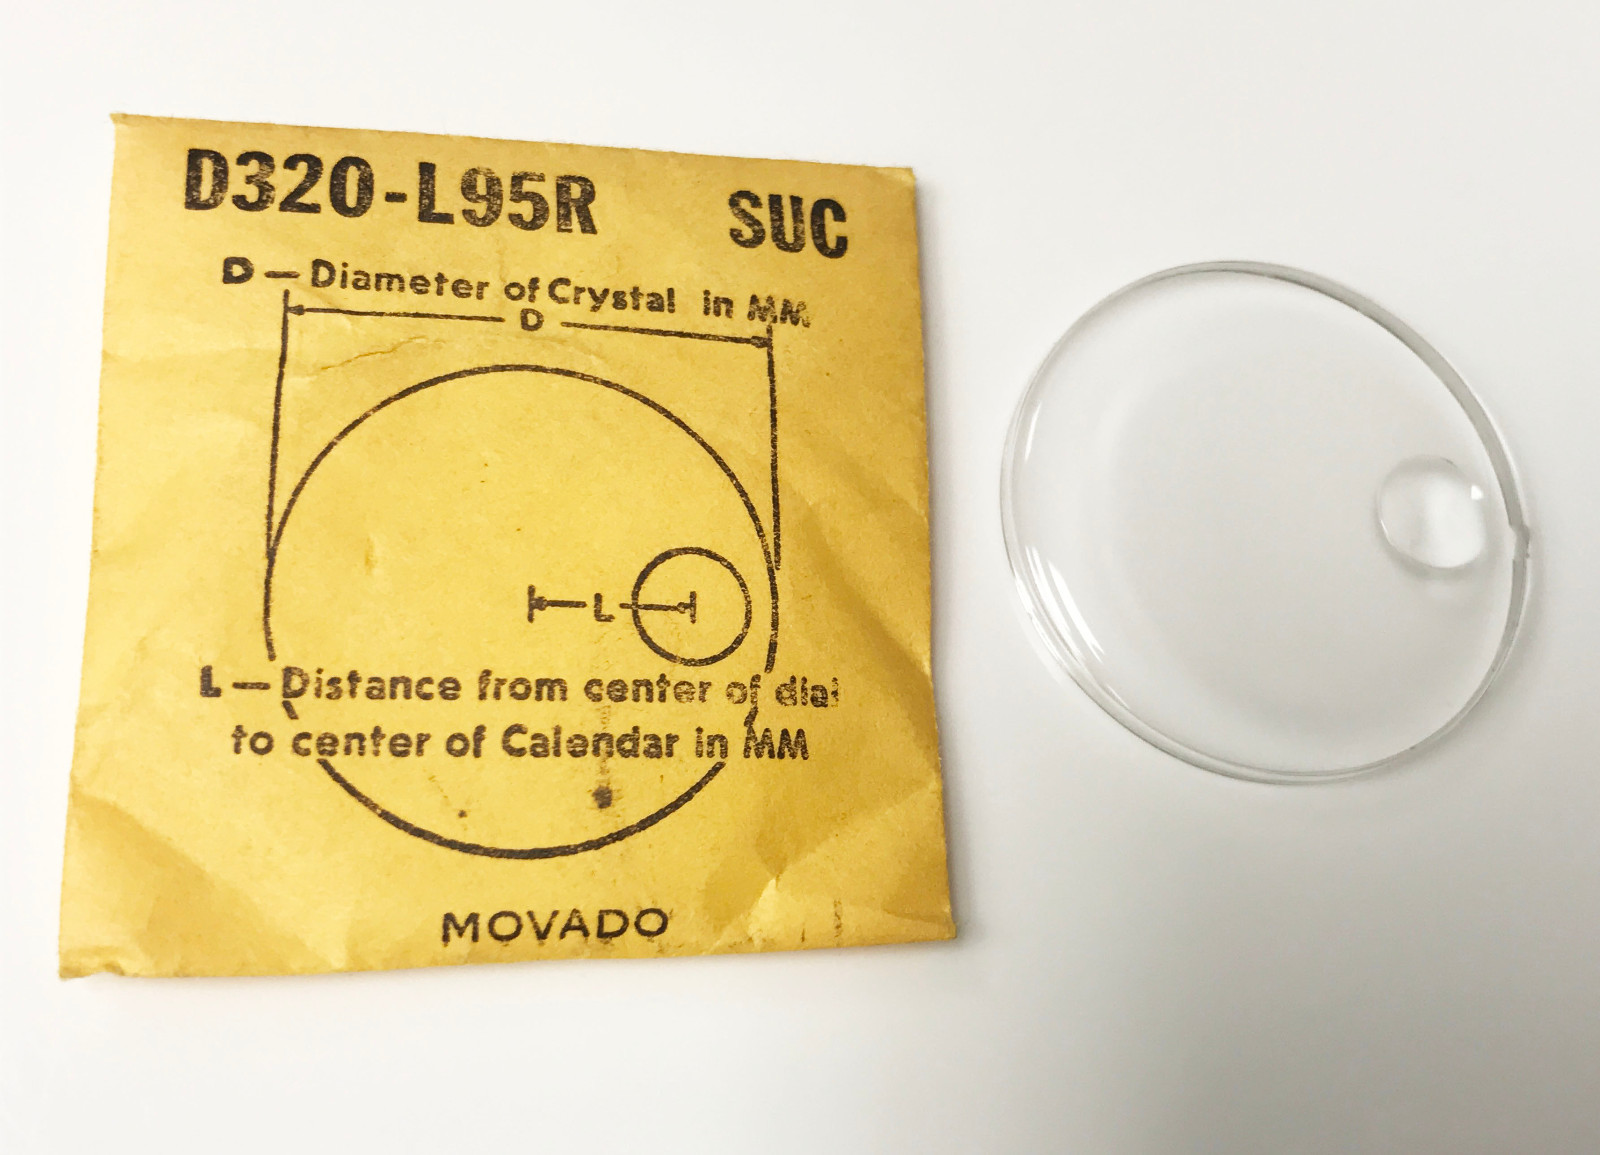 D320-L95R SUC
D — Diameter of Crystal in MM
D
L
L — Distance from center of dial
to center of Calendar in MM
MOVADO